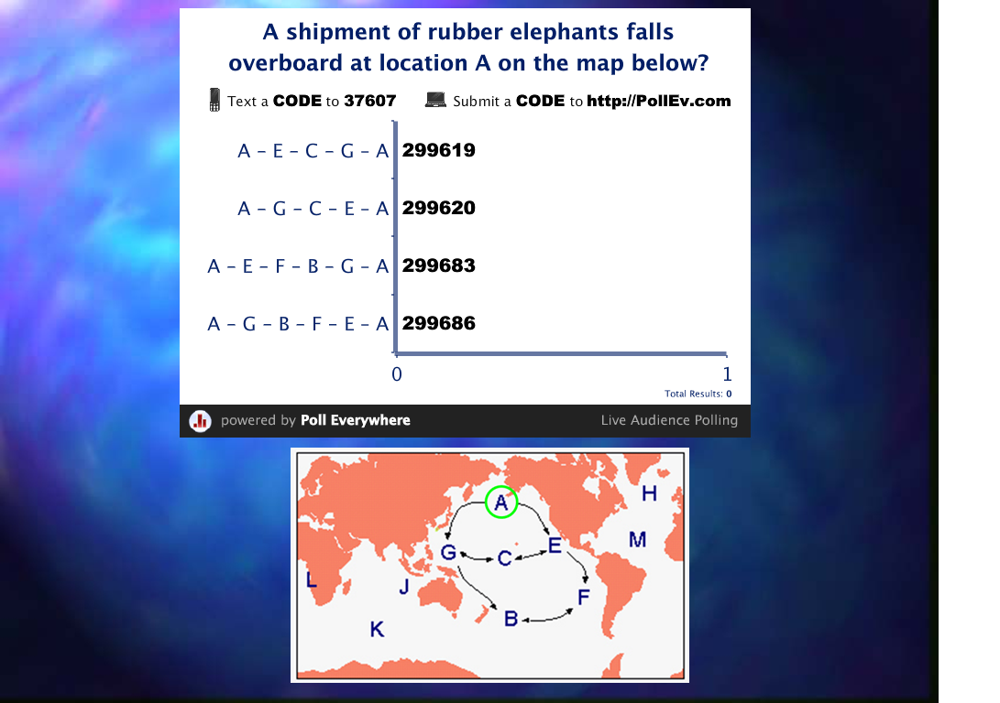 A shipment of rubber elephants falls
overboard at location A on the map below?
Text a CODE to 37607 Submit a CODE to http://PollEv.com
A – E – C – G – A 299619
A – G – C – E – A 299620
A – E – F – B – G – A 299683
A – G – B – F – E – A 299686
0 1
Total Results: 0
powered by Poll Everywhere Live Audience Polling
H
A
M
E
G C
L J
F
B
K